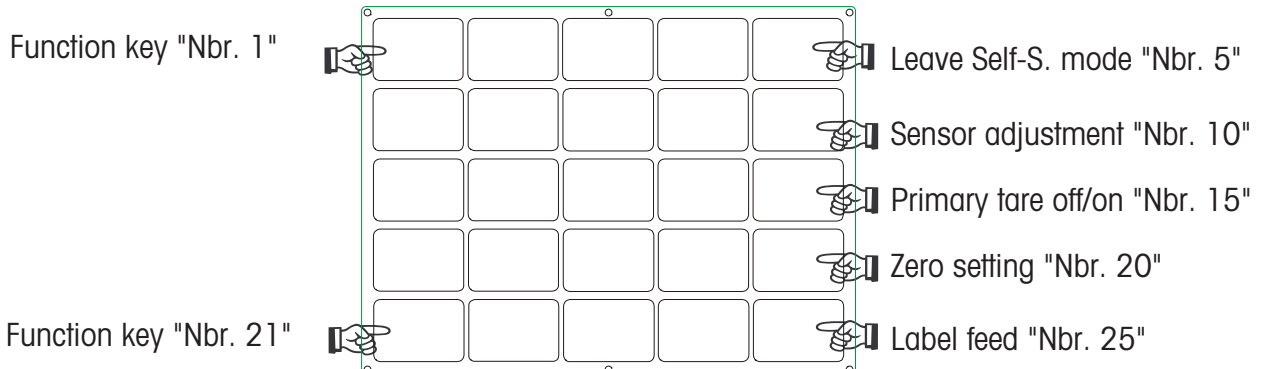 Function key "Nbr. 1"
Leave Self-S. mode "Nbr. 5"
Sensor adjustment "Nbr. 10"
Primary tare off/on "Nbr. 15"
Zero setting "Nbr. 20"
Function key "Nbr. 21"
Label feed "Nbr. 25"